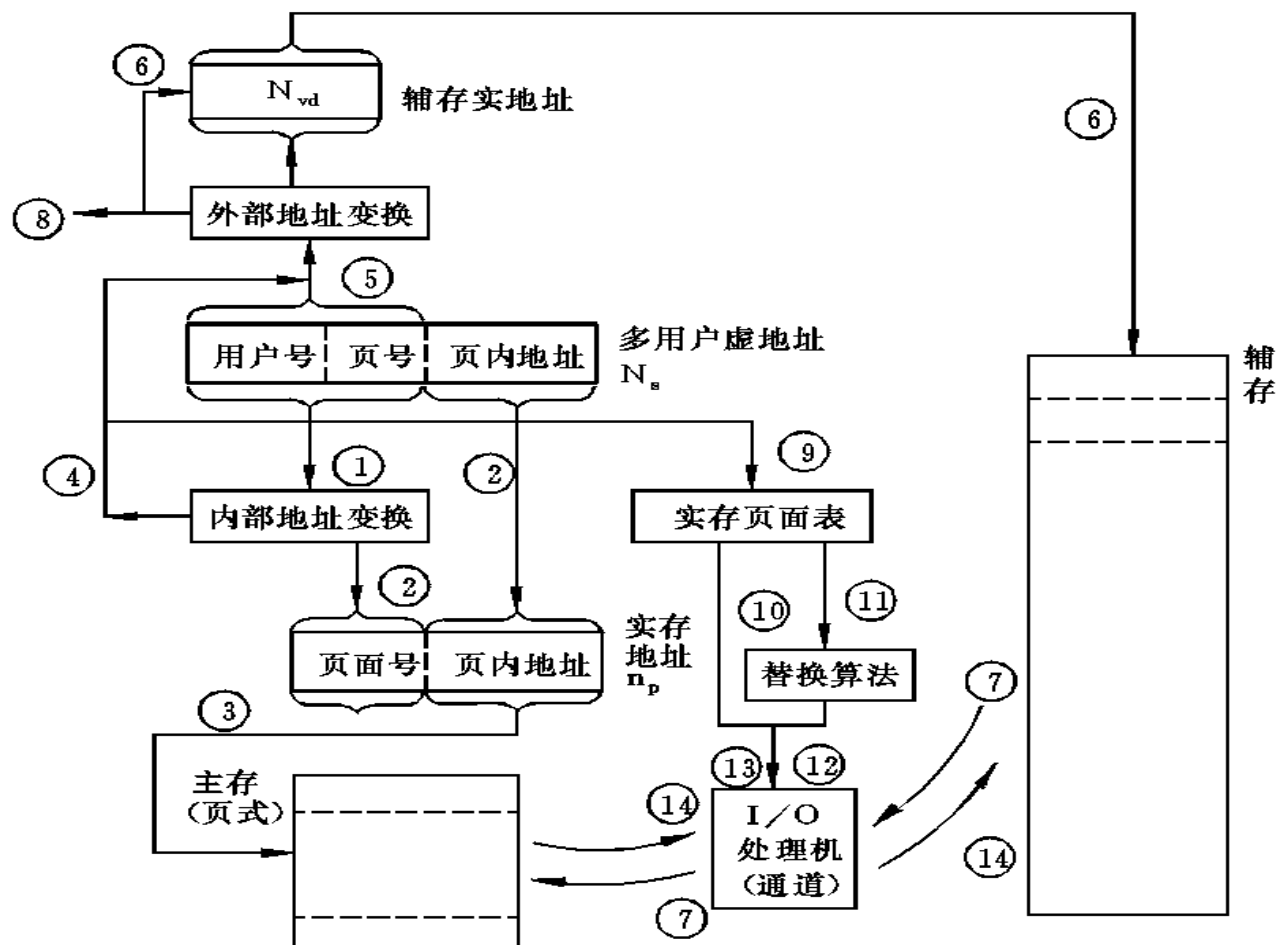 ⑥
N_vd
辅存实地址
⑥
⑧
外部地址变换
⑤
用户号 页号 页内地址
多用户虚地址
N_s
辅存
④
①
②
⑨
内部地址变换
实存页面表
②
⑩
⑪
页面号 页内地址
实存
地址
n_p
替换算法
⑦
③
主存
(页式)
⑬
⑫
⑭
I/O
处理机
(通道)
⑭
⑦